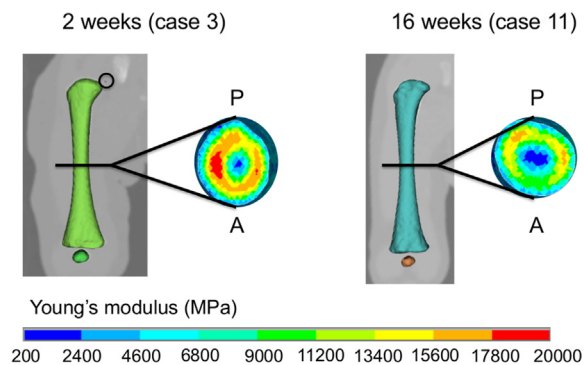 2 weeks (case 3)
16 weeks (case 11)
P
P
A
A
Young's modulus (MPa)
200 2400 4600 6800 9000 11200 13400 15600 17800 20000